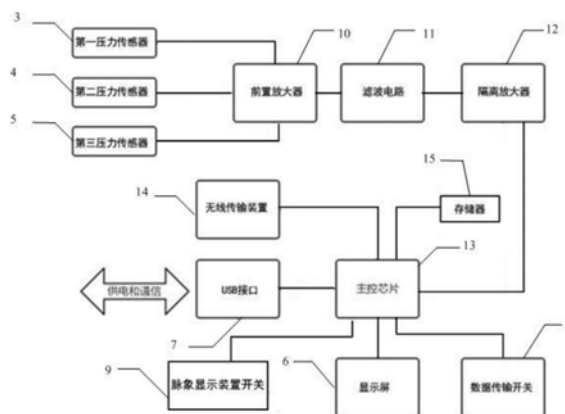 3
第一压力传感器
10
11
12
4
第二压力传感器
前置放大器
滤波电路
隔离放大器
5
第三压力传感器
15
14
无线传输装置
存储器
13
供电和通信
USB接口
主控芯片
7
9
脉象显示装置开关
6
显示屏
数据传输开关